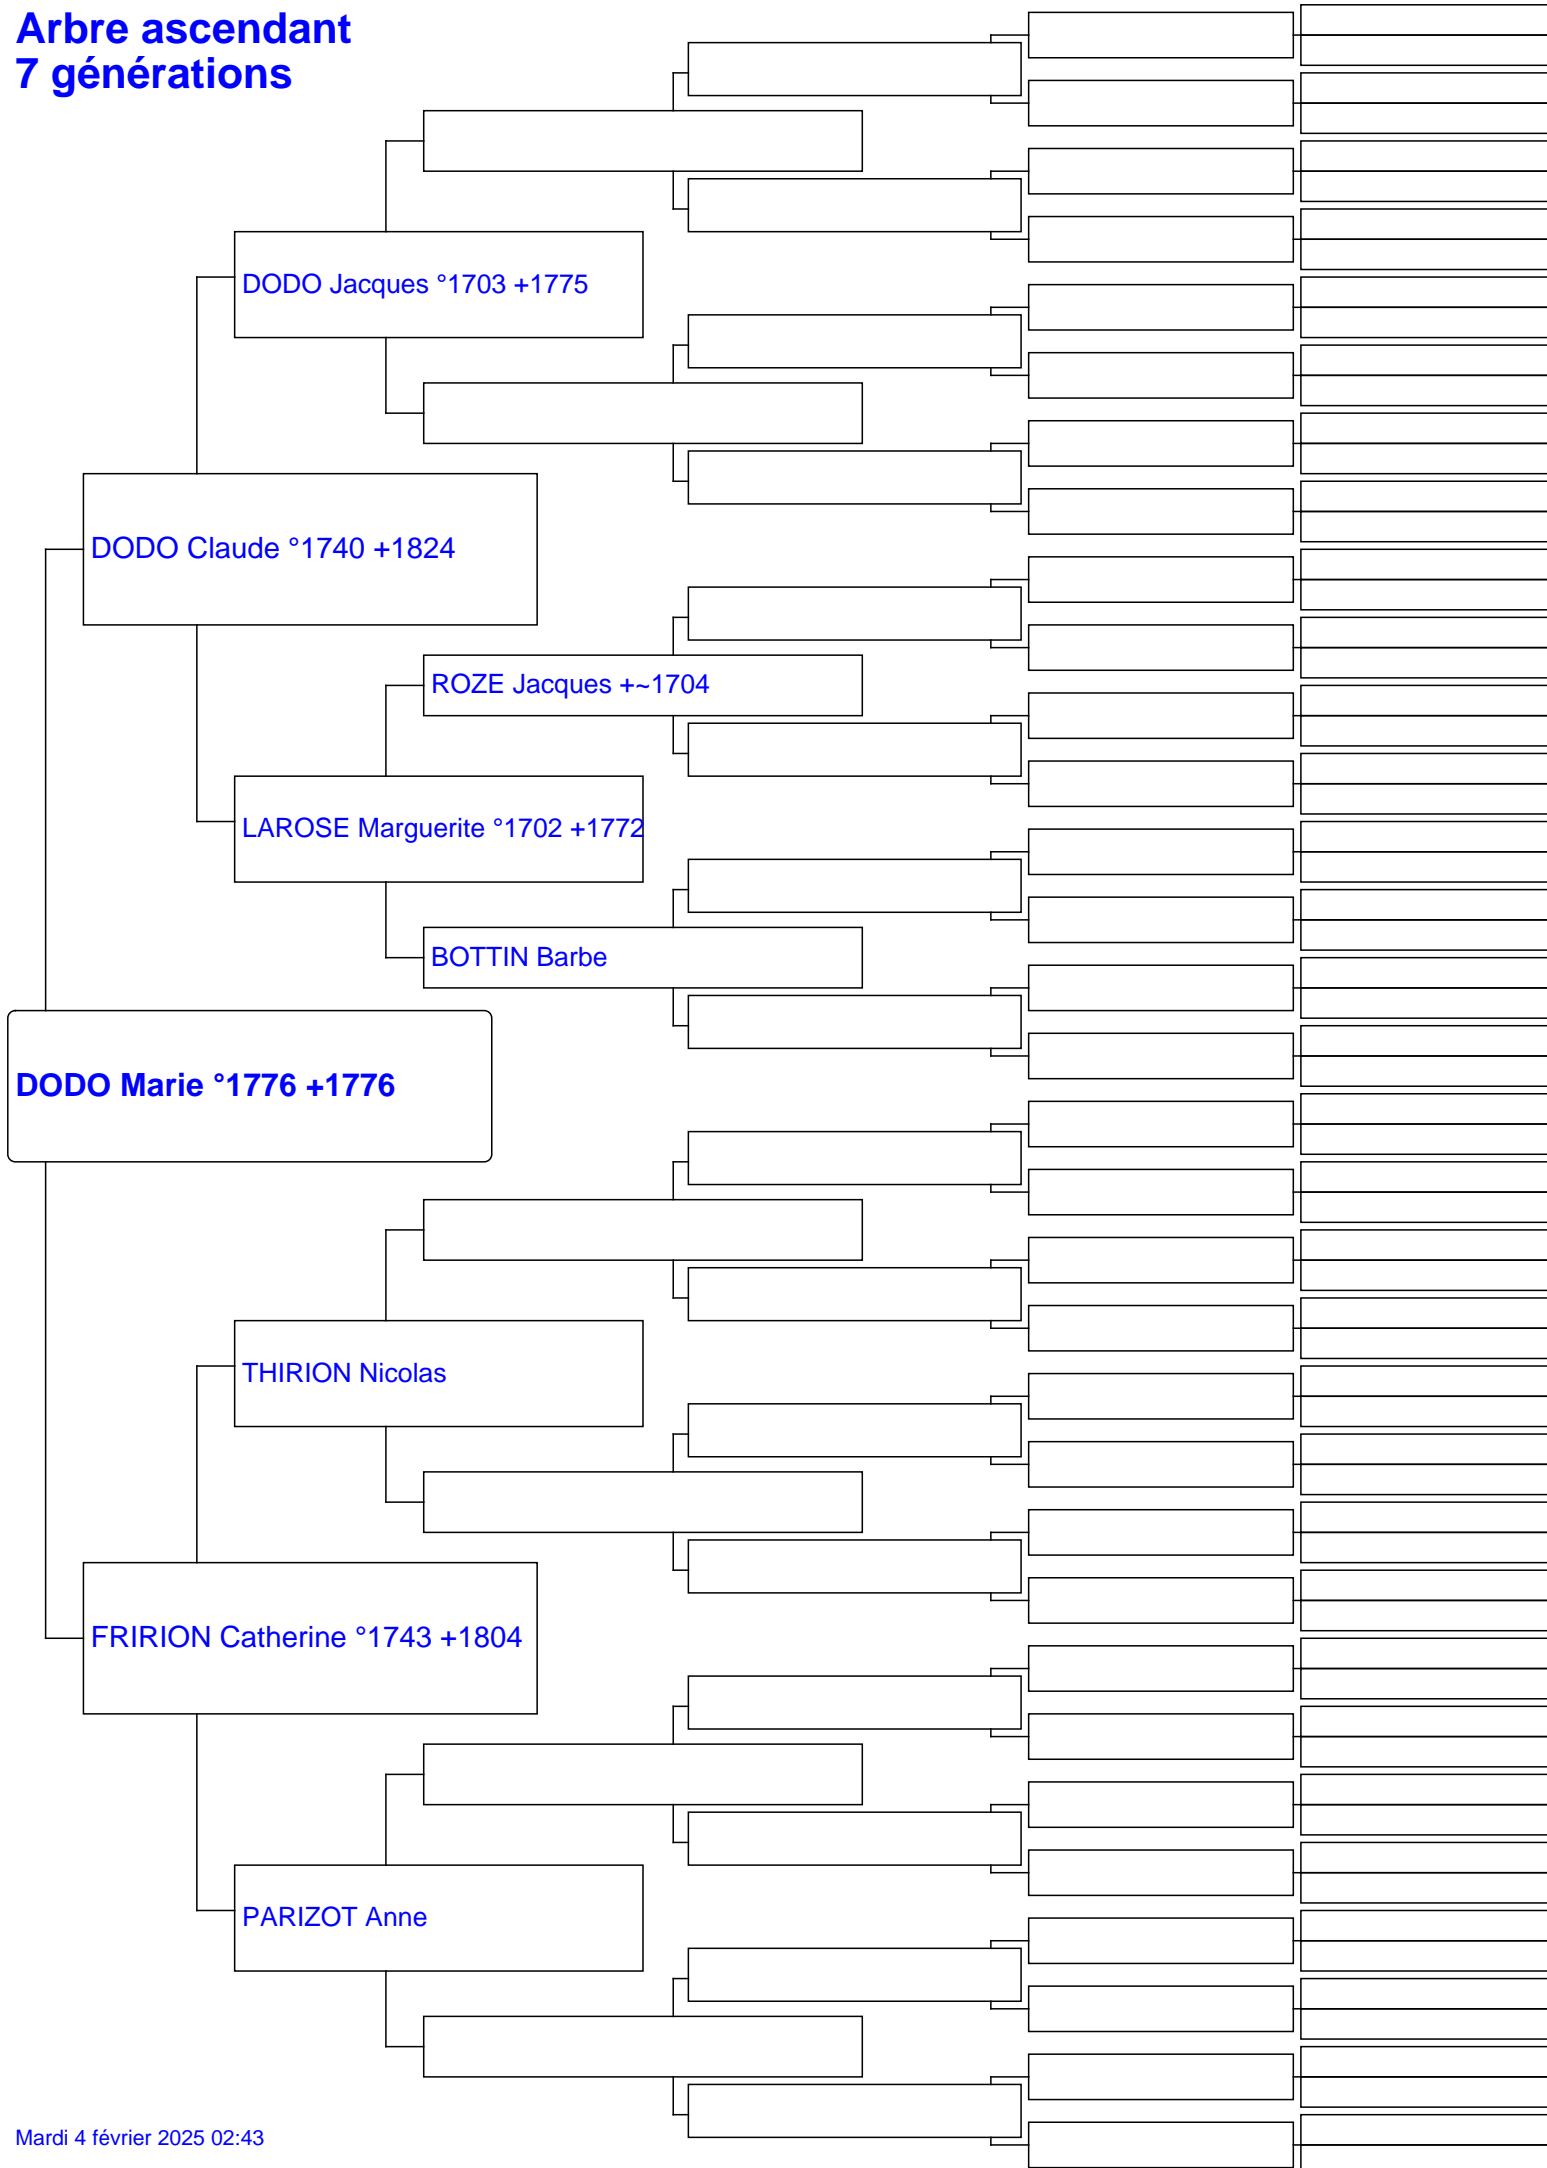 Arbre ascendant
7 générations
DODO Jacques °1703 +1775
DODO Claude °1740 +1824
ROZE Jacques +~1704
LAROSE Marguerite °1702 +1772
BOTTIN Barbe
DODO Marie °1776 +1776
THIRION Nicolas
FRIRION Catherine °1743 +1804
PARIZOT Anne
Mardi 4 février 2025 02:43